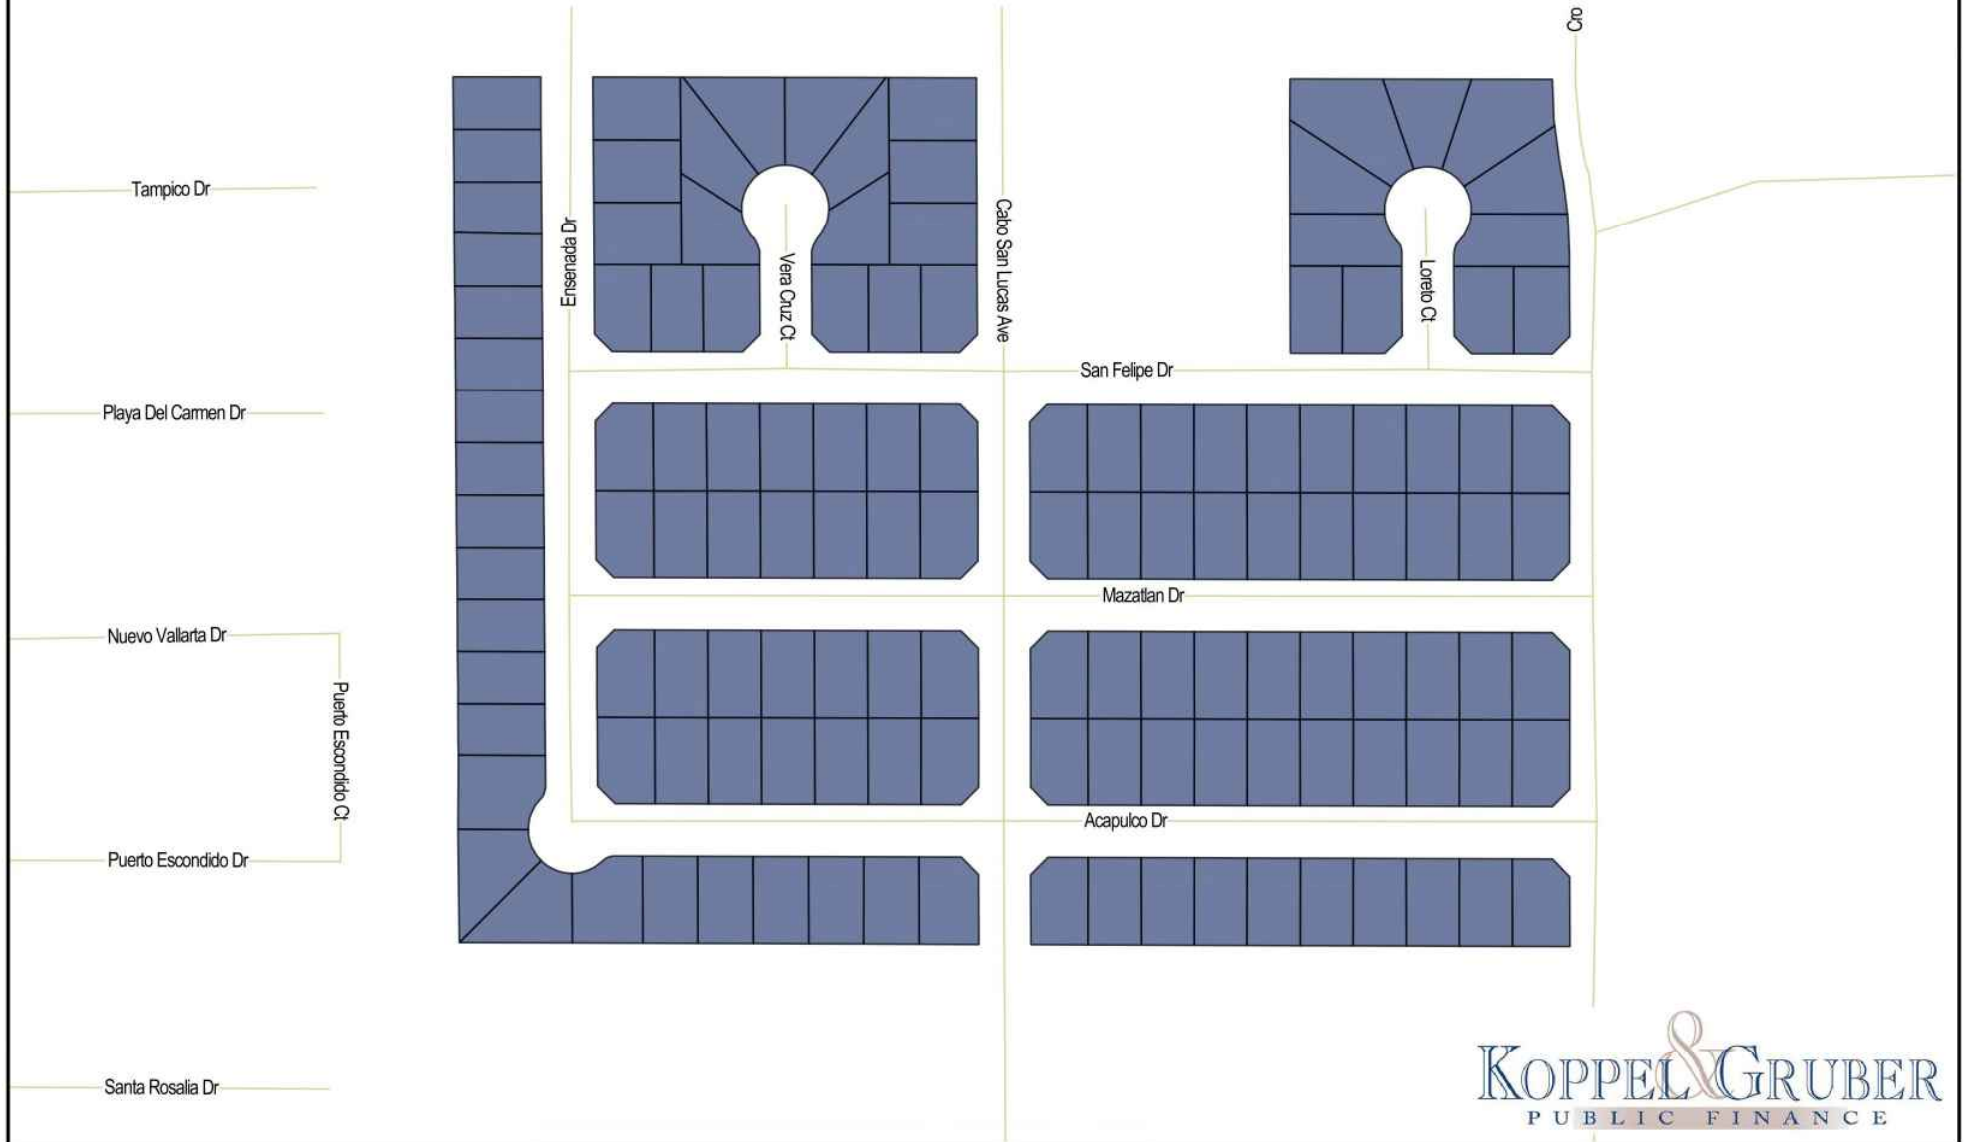 Cro
Tampico Dr
Ensenada Dr
Vera Cruz Ct
Cabo San Lucas Ave
Loreto Ct
San Felipe Dr
Playa Del Carmen Dr
Mazatlan Dr
Nuevo Vallarta Dr
Puerto Escondido Ct
Acapulco Dr
Puerto Escondido Dr
Santa Rosalia Dr
KOPPEL & GRUBER
PUBLIC FINANCE